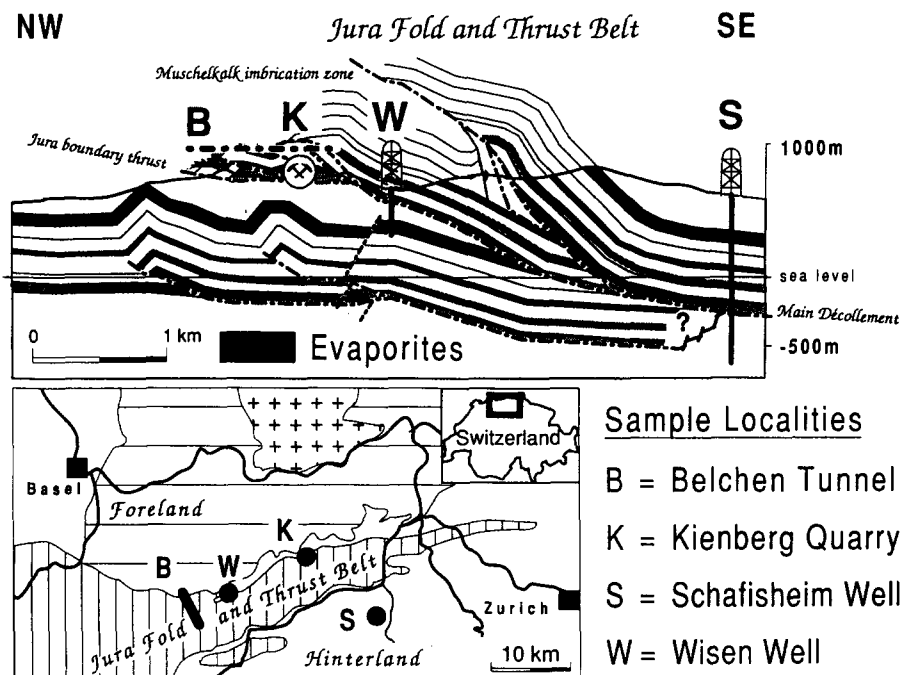 NW
Jura Fold and Thrust Belt
SE
Muschelkalk imbrication zone
B
K
W
S
Jura boundary thrust
1000m
sea level
Main Décollement
?
-500m
0
1 km
Evaporites
Switzerland
Basel
Foreland
K
B
W
Jura Fold and Thrust Belt
S
Zurich
Hinterland
10 km
Sample Localities
B = Belchen Tunnel
K = Kienberg Quarry
S = Schafisheim Well
W = Wisen Well